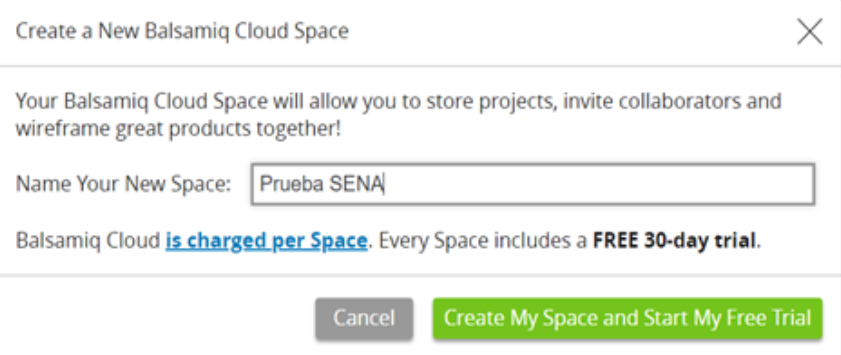 Create a New Balsamiq Cloud Space
Your Balsamiq Cloud Space will allow you to store projects, invite collaborators and
wireframe great products together!
Name Your New Space: Prueba SENA
Balsamiq Cloud is charged per Space. Every Space includes a FREE 30-day trial.
Cancel Create My Space and Start My Free Trial